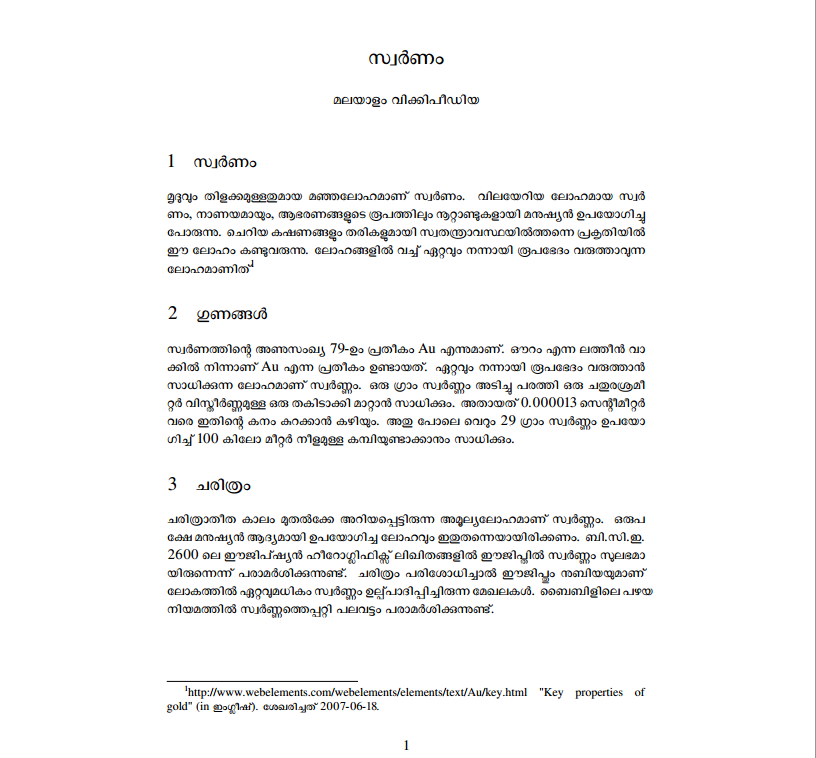 സ്വർണം
മലയാളം വിക്കിപീഡിയ
1 സ്വർണം
മൃദുവും തിളക്കമുള്ളതുമായ മഞ്ഞലോഹമാണ് സ്വർണം. വിലയേറിയ ലോഹമായ സ്വർ
ണം, നാണയമായും, ആഭരണങ്ങളുടെ രൂപത്തിലും നൂറ്റാണ്ടുകളായി മനുഷ്യൻ ഉപയോഗിച്ചു
പോരുന്നു. ചെറിയ കഷണങ്ങളും തരികളുമായി സ്വതന്ത്രാവസ്ഥയിൽത്തന്നെ പ്രകൃതിയിൽ
ഈ ലോഹം കണ്ടുവരുന്നു. ലോഹങ്ങളിൽ വച്ച് ഏറ്റവും നന്നായി രൂപഭേദം വരുത്താവുന്ന
ലോഹമാണിത്1
2 ഗുണങ്ങൾ
സ്വർണത്തിന്റെ അണുസംഖ്യ 79-ഉം പ്രതീകം Au എന്നുമാണ്. ഔറം എന്ന ലത്തീൻ വാ
ക്കിൽ നിന്നാണ് Au എന്ന പ്രതീകം ഉണ്ടായത്. ഏറ്റവും നന്നായി രൂപഭേദം വരുത്താൻ
സാധിക്കുന്ന ലോഹമാണ് സ്വർണ്ണം. ഒരു ഗ്രാം സ്വർണ്ണം അടിച്ചു പരത്തി ഒരു ചതുരശ്രമീ
റ്റർ വിസ്തീർണ്ണമുള്ള ഒരു തകിടാക്കി മാറ്റാൻ സാധിക്കും. അതായത് 0.000013 സെന്റീമീറ്റർ
വരെ ഇതിന്റെ കനം കുറക്കാൻ കഴിയും. അതു പോലെ വെറും 29 ഗ്രാം സ്വർണ്ണം ഉപയോ
ഗിച്ച് 100 കിലോ മീറ്റർ നീളമുള്ള കമ്പിയുണ്ടാക്കാനും സാധിക്കും.
3 ചരിത്രം
ചരിത്രാതീത കാലം മുതൽക്കേ അറിയപ്പെട്ടിരുന്ന അമൂല്യലോഹമാണ് സ്വർണ്ണം. ഒരുപ
ക്ഷേ മനുഷ്യൻ ആദ്യമായി ഉപയോഗിച്ച ലോഹവും ഇതുതന്നെയായിരിക്കണം. ബി.സി.ഇ.
2600 ലെ ഈജിപ്ഷ്യൻ ഹീറോഗ്ലിഫിക്സ് ലിഖിതങ്ങളിൽ ഈജിപ്തിൽ സ്വർണ്ണം സുലഭമാ
യിരുന്നെന്ന് പരാമർശിക്കുന്നുണ്ട്. ചരിത്രം പരിശോധിച്ചാൽ ഈജിപ്തും നുബിയയുമാണ്
ലോകത്തിൽ ഏറ്റവുമധികം സ്വർണ്ണം ഉല്പ്പാദിപ്പിച്ചിരുന്ന മേഖലകൾ. ബൈബിളിലെ പഴയ
നിയമത്തിൽ സ്വർണ്ണത്തെപ്പറ്റി പലവട്ടം പരാമർശിക്കുന്നുണ്ട്.
1http://www.webelements.com/webelements/elements/text/Au/key.html "Key properties of
gold" (in ഇംഗ്ലീഷ്). ശേഖരിച്ചത് 2007-06-18.
1